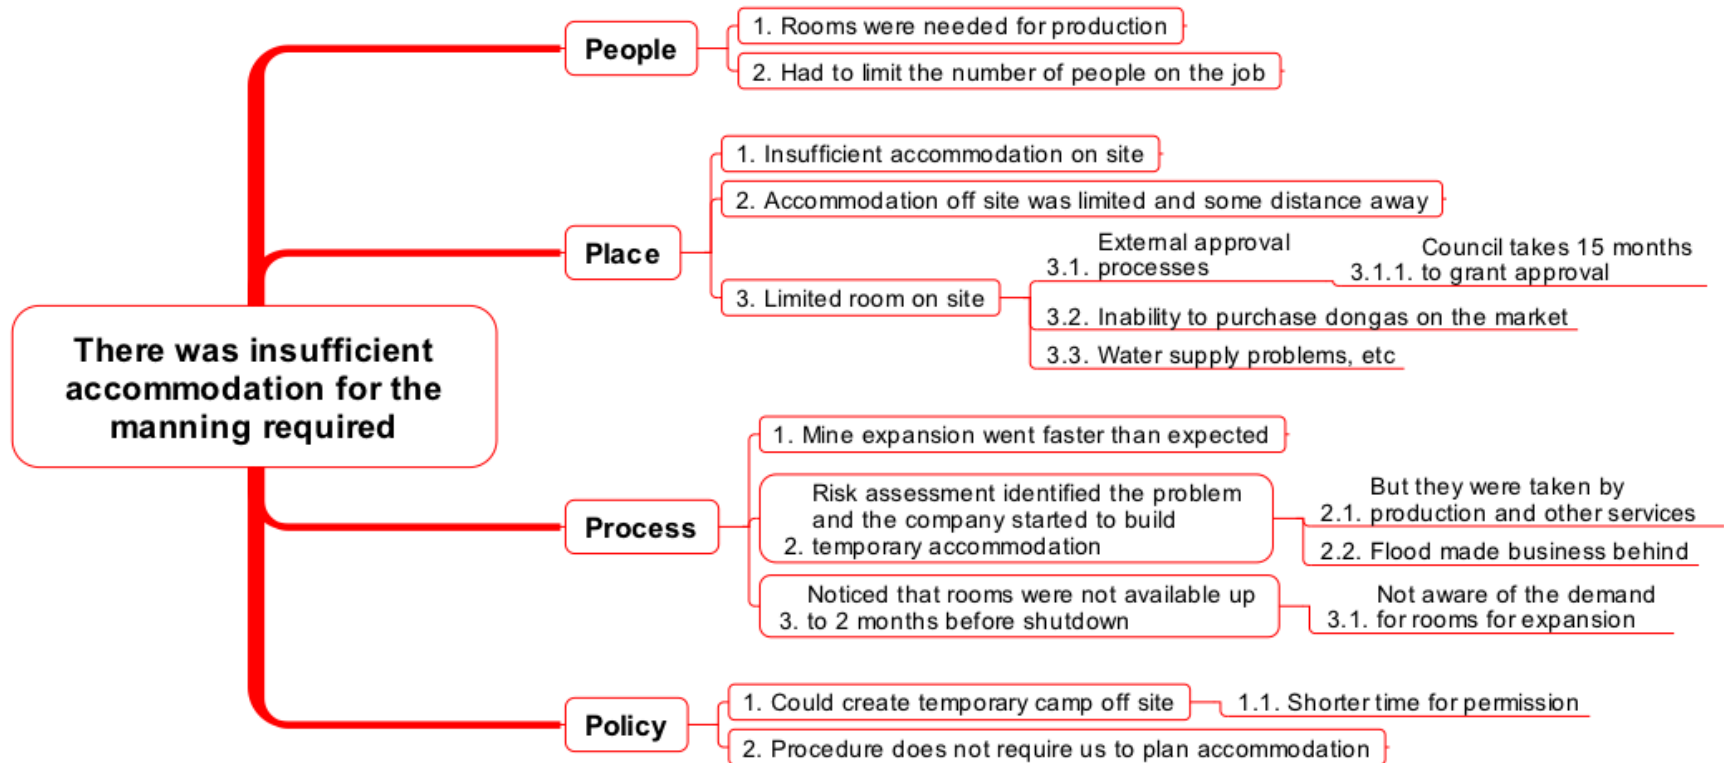 People
1. Rooms were needed for production
2. Had to limit the number of people on the job
Place
1. Insufficient accommodation on site
2. Accommodation off site was limited and some distance away
3. Limited room on site
External approval
3.1. processes
Council takes 15 months
3.1.1. to grant approval
3.2. Inability to purchase dongas on the market
3.3. Water supply problems, etc
There was insufficient
accommodation for the
manning required
Process
1. Mine expansion went faster than expected
Risk assessment identified the problem
and the company started to build
2. temporary accommodation
But they were taken by
2.1. production and other services
2.2. Flood made business behind
Noticed that rooms were not available up
3. to 2 months before shutdown
Not aware of the demand
3.1. for rooms for expansion
Policy
1. Could create temporary camp off site
1.1. Shorter time for permission
2. Procedure does not require us to plan accommodation